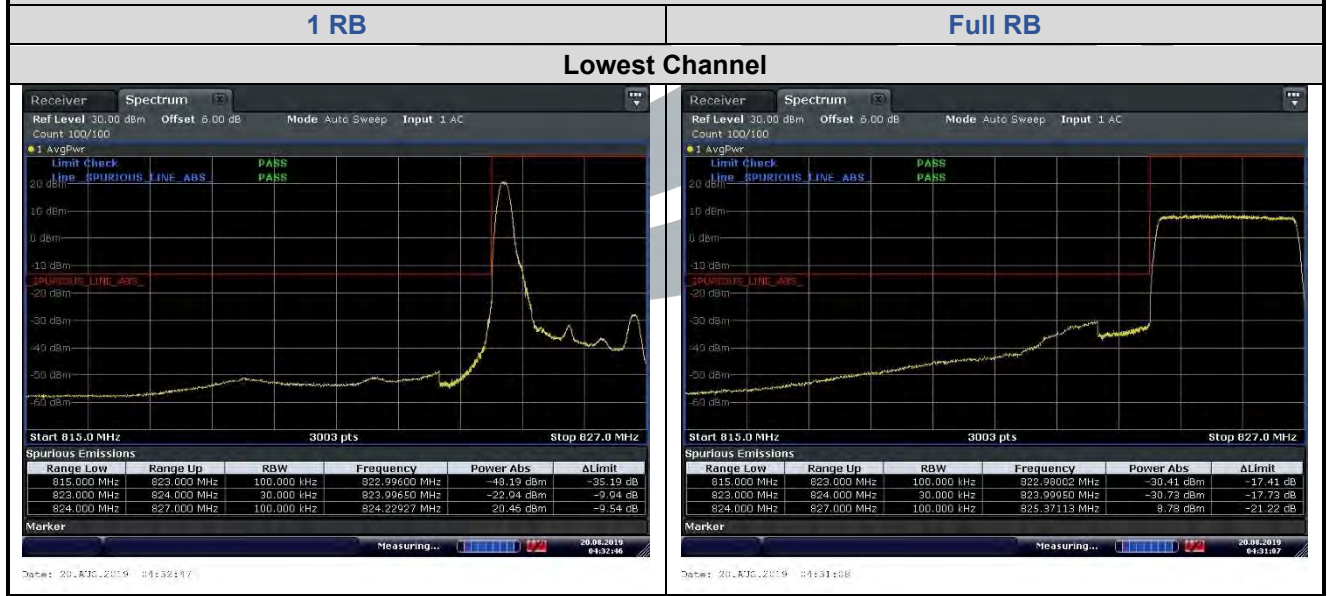 1 RB
Full RB
Lowest Channel
Receiver Spectrum
Ref Level 30.00 dBm Offset 6.00 dB Mode Auto Sweep Input 1 AC
Count 100/100
1 AvgPwr
Limit Check PASS
Line _SPURIOUS_LINE_ABS_ PASS
20 dBm
10 dBm
0 dBm
-10 dBm
_SPURIOUS_LINE_ABS_
-20 dBm
-30 dBm
-40 dBm
-50 dBm
-60 dBm
Start 815.0 MHz 3003 pts Stop 827.0 MHz
Spurious Emissions
Range Low Range Up RBW Frequency Power Abs ΔLimit
815.000 MHz 823.000 MHz 100.000 kHz 822.99600 MHz -48.19 dBm -35.19 dB
823.000 MHz 824.000 MHz 30.000 kHz 823.99650 MHz -22.94 dBm -9.94 dB
824.000 MHz 827.000 MHz 100.000 kHz 824.22927 MHz 20.46 dBm -9.54 dB
Marker
Measuring... 20.08.2019
04:32:46
Date: 20.AUG.2019 04:32:47
Receiver Spectrum
Ref Level 30.00 dBm Offset 6.00 dB Mode Auto Sweep Input 1 AC
Count 100/100
1 AvgPwr
Limit Check PASS
Line _SPURIOUS_LINE_ABS_ PASS
20 dBm
10 dBm
0 dBm
-10 dBm
_SPURIOUS_LINE_ABS_
-20 dBm
-30 dBm
-40 dBm
-50 dBm
-60 dBm
Start 815.0 MHz 3003 pts Stop 827.0 MHz
Spurious Emissions
Range Low Range Up RBW Frequency Power Abs ΔLimit
815.000 MHz 823.000 MHz 100.000 kHz 822.98002 MHz -30.41 dBm -17.41 dB
823.000 MHz 824.000 MHz 30.000 kHz 823.99950 MHz -30.73 dBm -17.73 dB
824.000 MHz 827.000 MHz 100.000 kHz 825.37113 MHz 8.78 dBm -21.22 dB
Marker
Measuring... 20.08.2019
04:31:07
Date: 20.AUG.2019 04:31:08